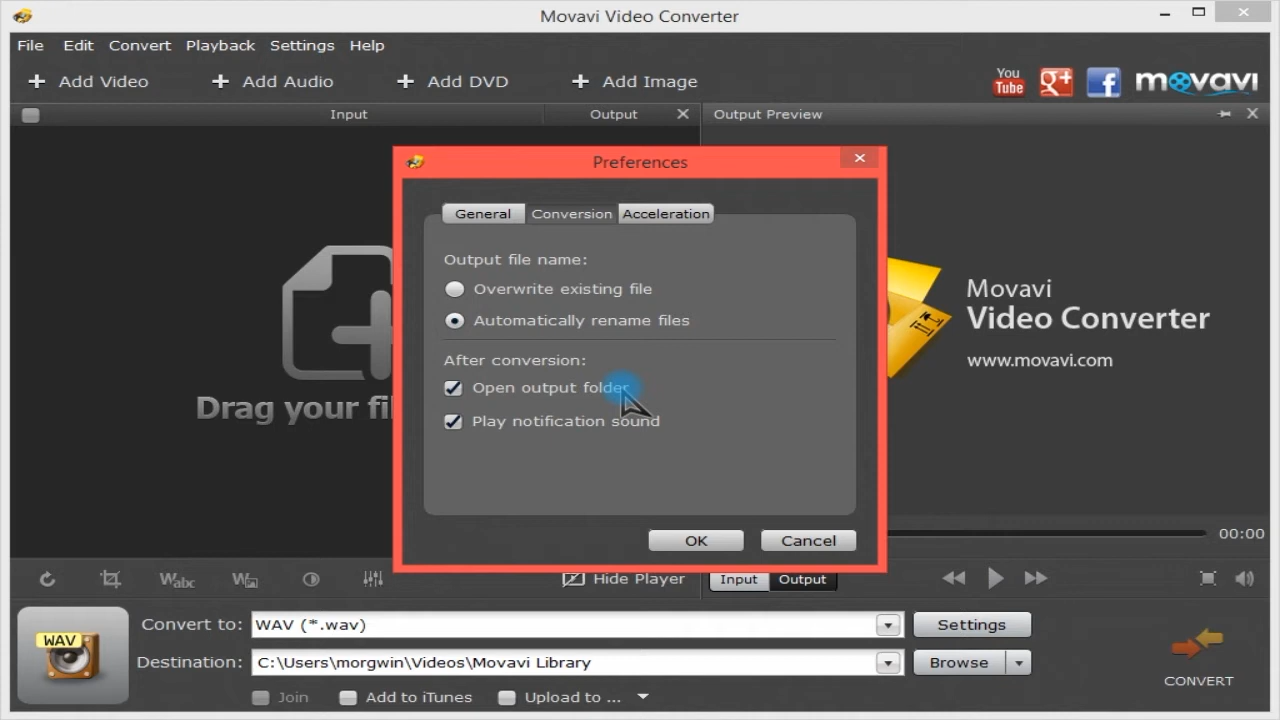 Movavi Video Converter
File Edit Convert Playback Settings Help
+ Add Video + Add Audio + Add DVD + Add Image
You Tube g+ f movavi
Input Output Output Preview
Preferences
General Conversion Acceleration
Output file name:
Overwrite existing file
Automatically rename files
After conversion:
Open output folder
Play notification sound
OK Cancel
Drag your fi
Movavi
Video Converter
www.movavi.com
00:00
Wabc W Hide Player Input Output
WAV
Convert to: WAV (*.wav) Settings
Destination: C:\Users\morgwin\Videos\Movavi Library Browse
Join Add to iTunes Upload to ...
CONVERT